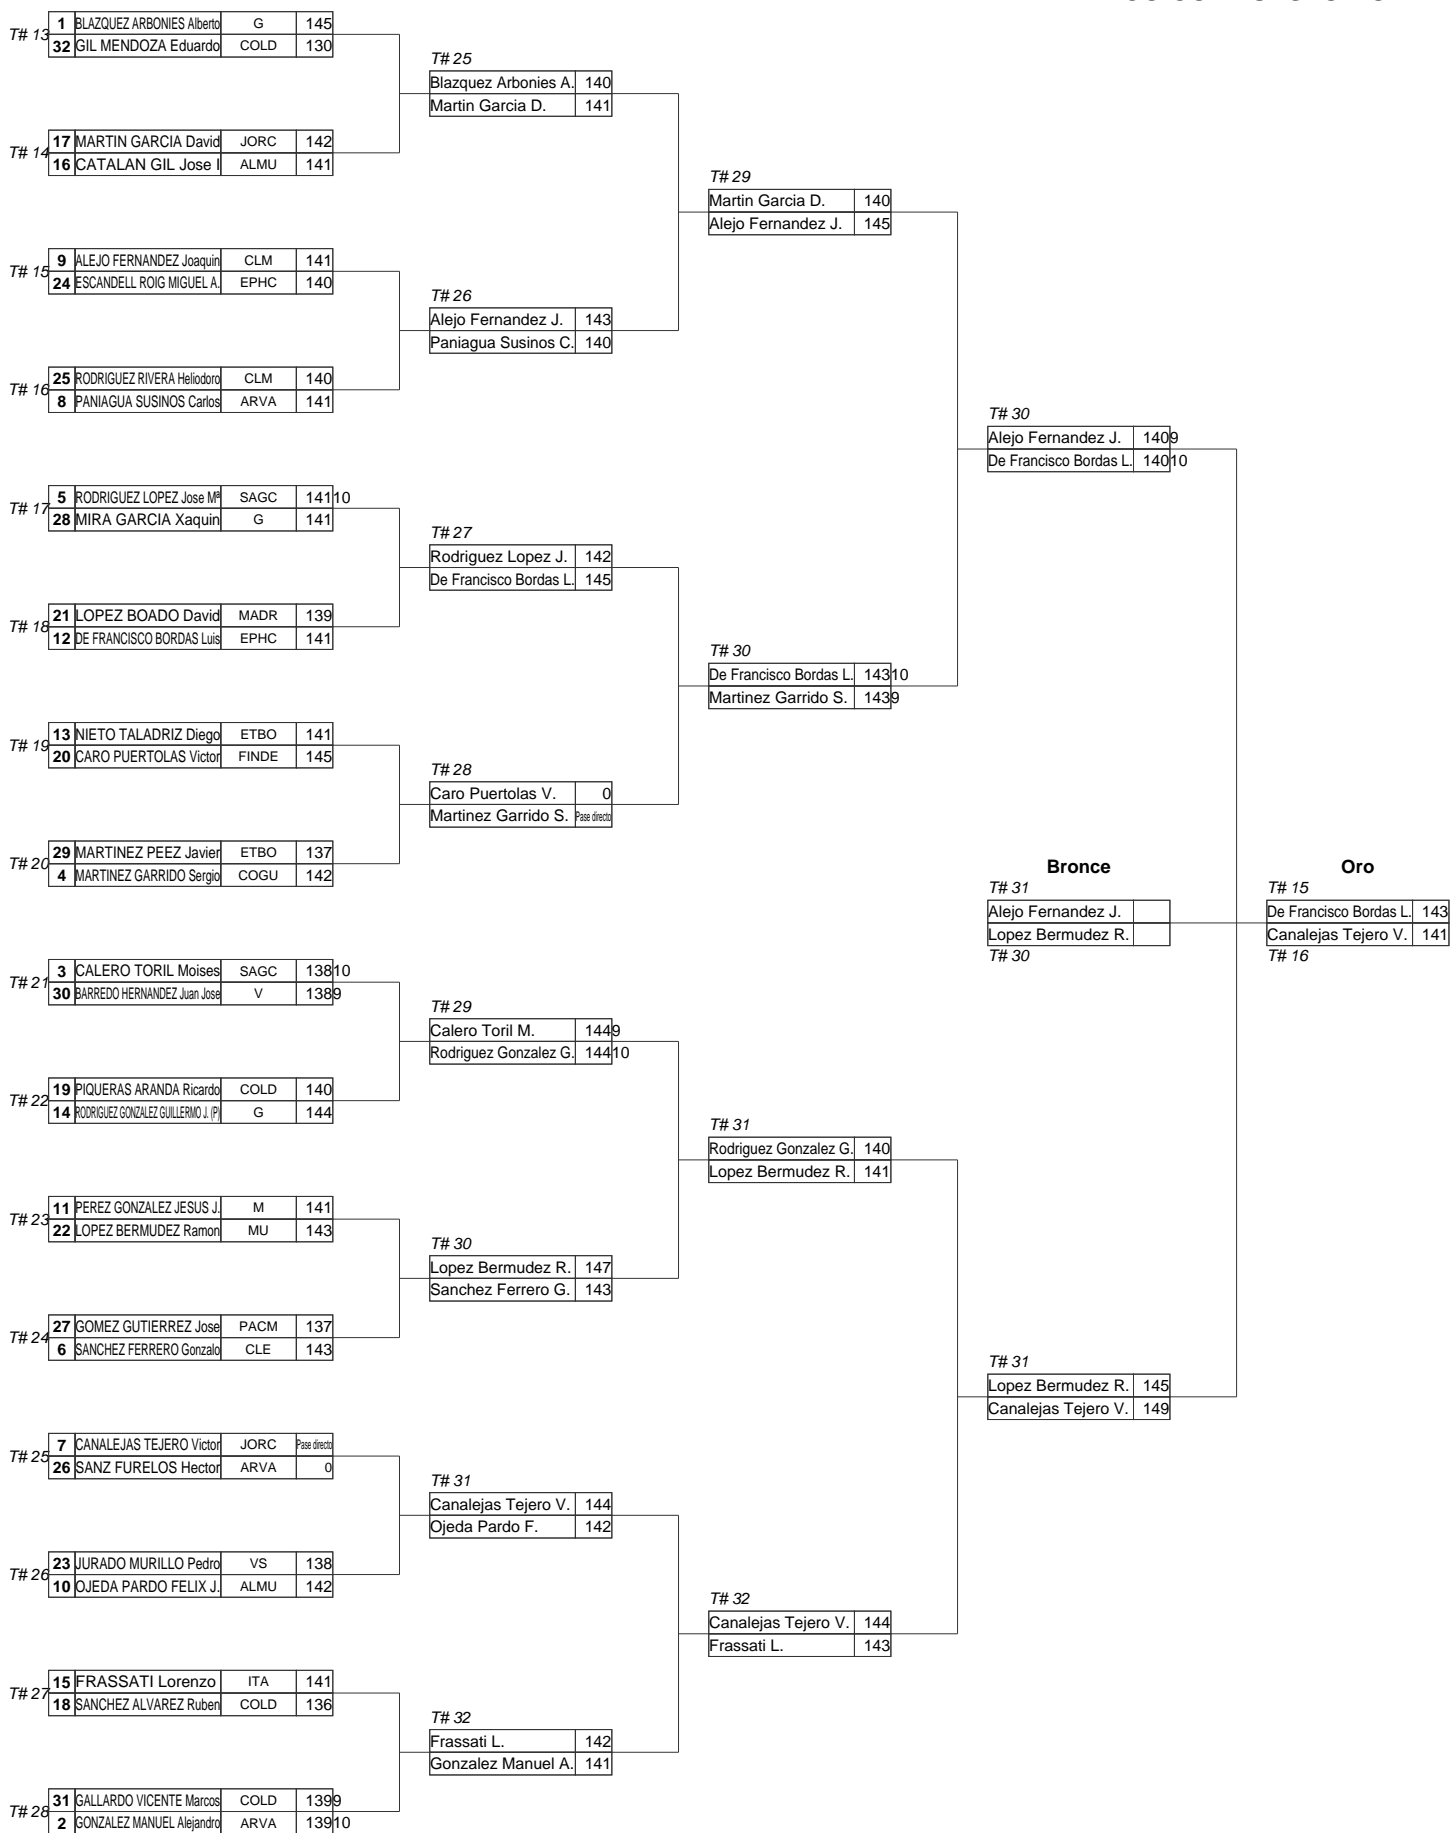 T# 13
1 BLAZQUEZ ARBONIES Alberto G 145
32 GIL MENDOZA Eduardo COLD 130
T# 14
17 MARTIN GARCIA David JORC 142
16 CATALAN GIL Jose I ALMU 141
T# 15
9 ALEJO FERNANDEZ Joaquin CLM 141
24 ESCANDELL ROIG MIGUEL A. EPHC 140
T# 16
25 RODRIGUEZ RIVERA Heliodoro CLM 140
8 PANIAGUA SUSINOS Carlos ARVA 141
T# 17
5 RODRIGUEZ LOPEZ Jose Mª SAGC 141 10
28 MIRA GARCIA Xaquin G 141
T# 18
21 LOPEZ BOADO David MADR 139
12 DE FRANCISCO BORDAS Luis EPHC 141
T# 19
13 NIETO TALADRIZ Diego ETBO 141
20 CARO PUERTOLAS Victor FINDE 145
T# 20
29 MARTINEZ PEEZ Javier ETBO 137
4 MARTINEZ GARRIDO Sergio COGU 142
T# 21
3 CALERO TORIL Moises SAGC 138 10
30 BARREDO HERNANDEZ Juan Jose V 138 9
T# 22
19 PIQUERAS ARANDA Ricardo COLD 140
14 RODRIGUEZ GONZALEZ GUILLERMO J. (P) G 144
T# 23
11 PEREZ GONZALEZ JESUS J. M 141
22 LOPEZ BERMUDEZ Ramon MU 143
T# 24
27 GOMEZ GUTIERREZ Jose PACM 137
6 SANCHEZ FERRERO Gonzalo CLE 143
T# 25
7 CANALEJAS TEJERO Victor JORC Pase directo
26 SANZ FURELOS Hector ARVA 0
T# 26
23 JURADO MURILLO Pedro VS 138
10 OJEDA PARDO FELIX J. ALMU 142
T# 27
15 FRASSATI Lorenzo ITA 141
18 SANCHEZ ALVAREZ Ruben COLD 136
T# 28
31 GALLARDO VICENTE Marcos COLD 139 9
2 GONZALEZ MANUEL Alejandro ARVA 139 10
T# 25
Blazquez Arbonies A. 140
Martin Garcia D. 141
T# 26
Alejo Fernandez J. 143
Paniagua Susinos C. 140
T# 27
Rodriguez Lopez J. 142
De Francisco Bordas L. 145
T# 28
Caro Puertolas V. 0
Martinez Garrido S. Pase directo
T# 29
Calero Toril M. 144 9
Rodriguez Gonzalez G. 144 10
T# 30
Lopez Bermudez R. 147
Sanchez Ferrero G. 143
T# 31
Canalejas Tejero V. 144
Ojeda Pardo F. 142
T# 32
Frassati L. 142
Gonzalez Manuel A. 141
T# 29
Martin Garcia D. 140
Alejo Fernandez J. 145
T# 30
De Francisco Bordas L. 143 10
Martinez Garrido S. 143 9
T# 31
Rodriguez Gonzalez G. 140
Lopez Bermudez R. 141
T# 32
Canalejas Tejero V. 144
Frassati L. 143
T# 30
Alejo Fernandez J. 140 9
De Francisco Bordas L. 140 10
T# 31
Lopez Bermudez R. 145
Canalejas Tejero V. 149
Bronce
T# 31
Alejo Fernandez J.
Lopez Bermudez R.
T# 30
Oro
T# 15
De Francisco Bordas L. 143
Canalejas Tejero V. 141
T# 16